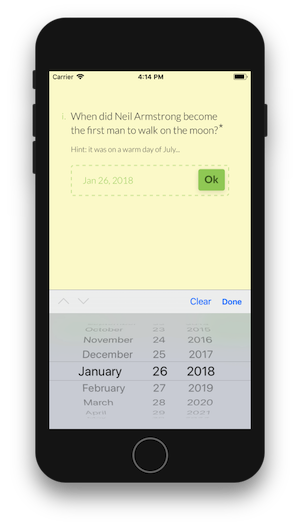 Carrier 4:14 PM
i. When did Neil Armstrong become
the first man to walk on the moon?*
Hint: it was on a warm day of July...
Jan 26, 2018 Ok
Clear Done
October 23 2015
November 24 2016
December 25 2017
January 26 2018
February 27 2019
March 28 2020
April 29 2021